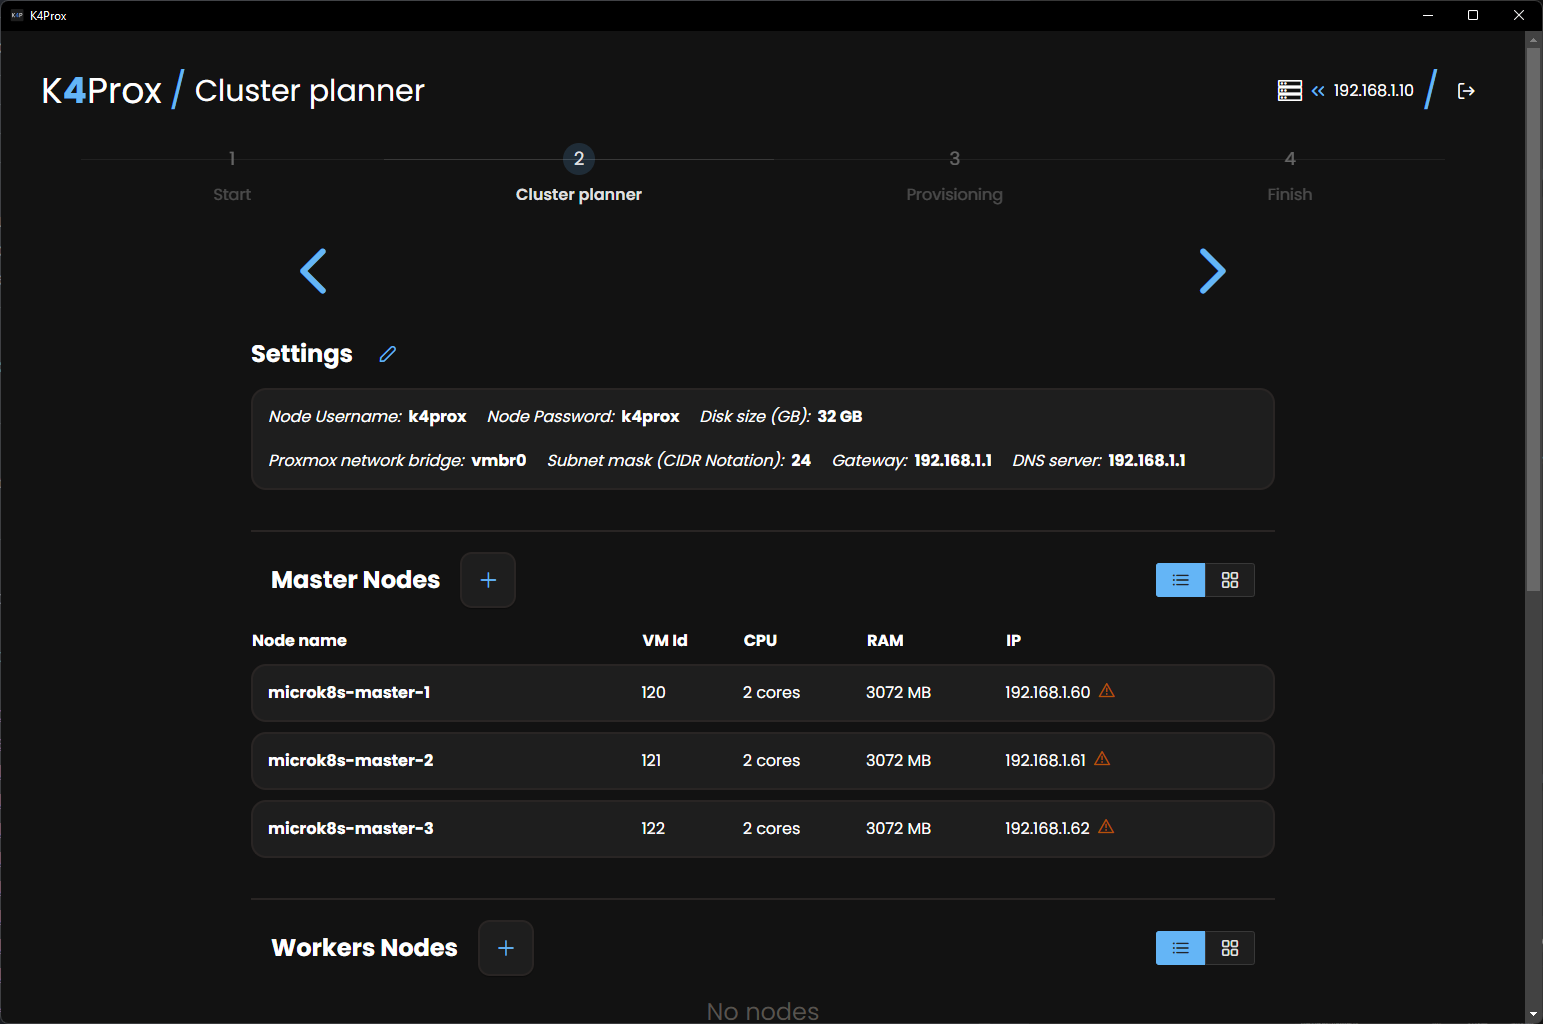 K4P K4Prox
K4Prox / Cluster planner
192.168.1.10
1 2 3 4
Start Cluster planner Provisioning Finish
Settings
Node Username: k4prox Node Password: k4prox Disk size (GB): 32 GB
Proxmox network bridge: vmbr0 Subnet mask (CIDR Notation): 24 Gateway: 192.168.1.1 DNS server: 192.168.1.1
Master Nodes +
Node name VM Id CPU RAM IP
microk8s-master-1 120 2 cores 3072 MB 192.168.1.60
microk8s-master-2 121 2 cores 3072 MB 192.168.1.61
microk8s-master-3 122 2 cores 3072 MB 192.168.1.62
Workers Nodes +
No nodes